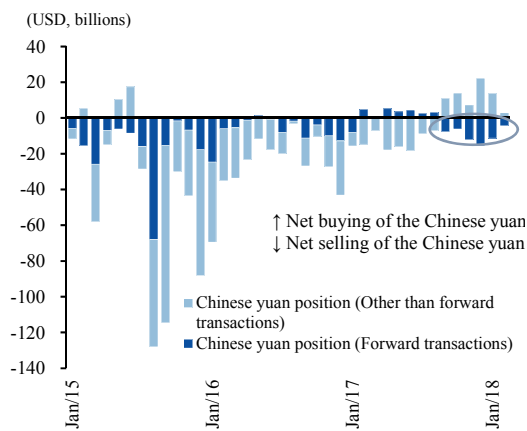 (USD, billions)
40
20
0
-20
-40
-60
-80
-100
-120
-140
↑ Net buying of the Chinese yuan
↓ Net selling of the Chinese yuan
Chinese yuan position (Other than forward
transactions)
Chinese yuan position (Forward transactions)
Jan/15
Jan/16
Jan/17
Jan/18